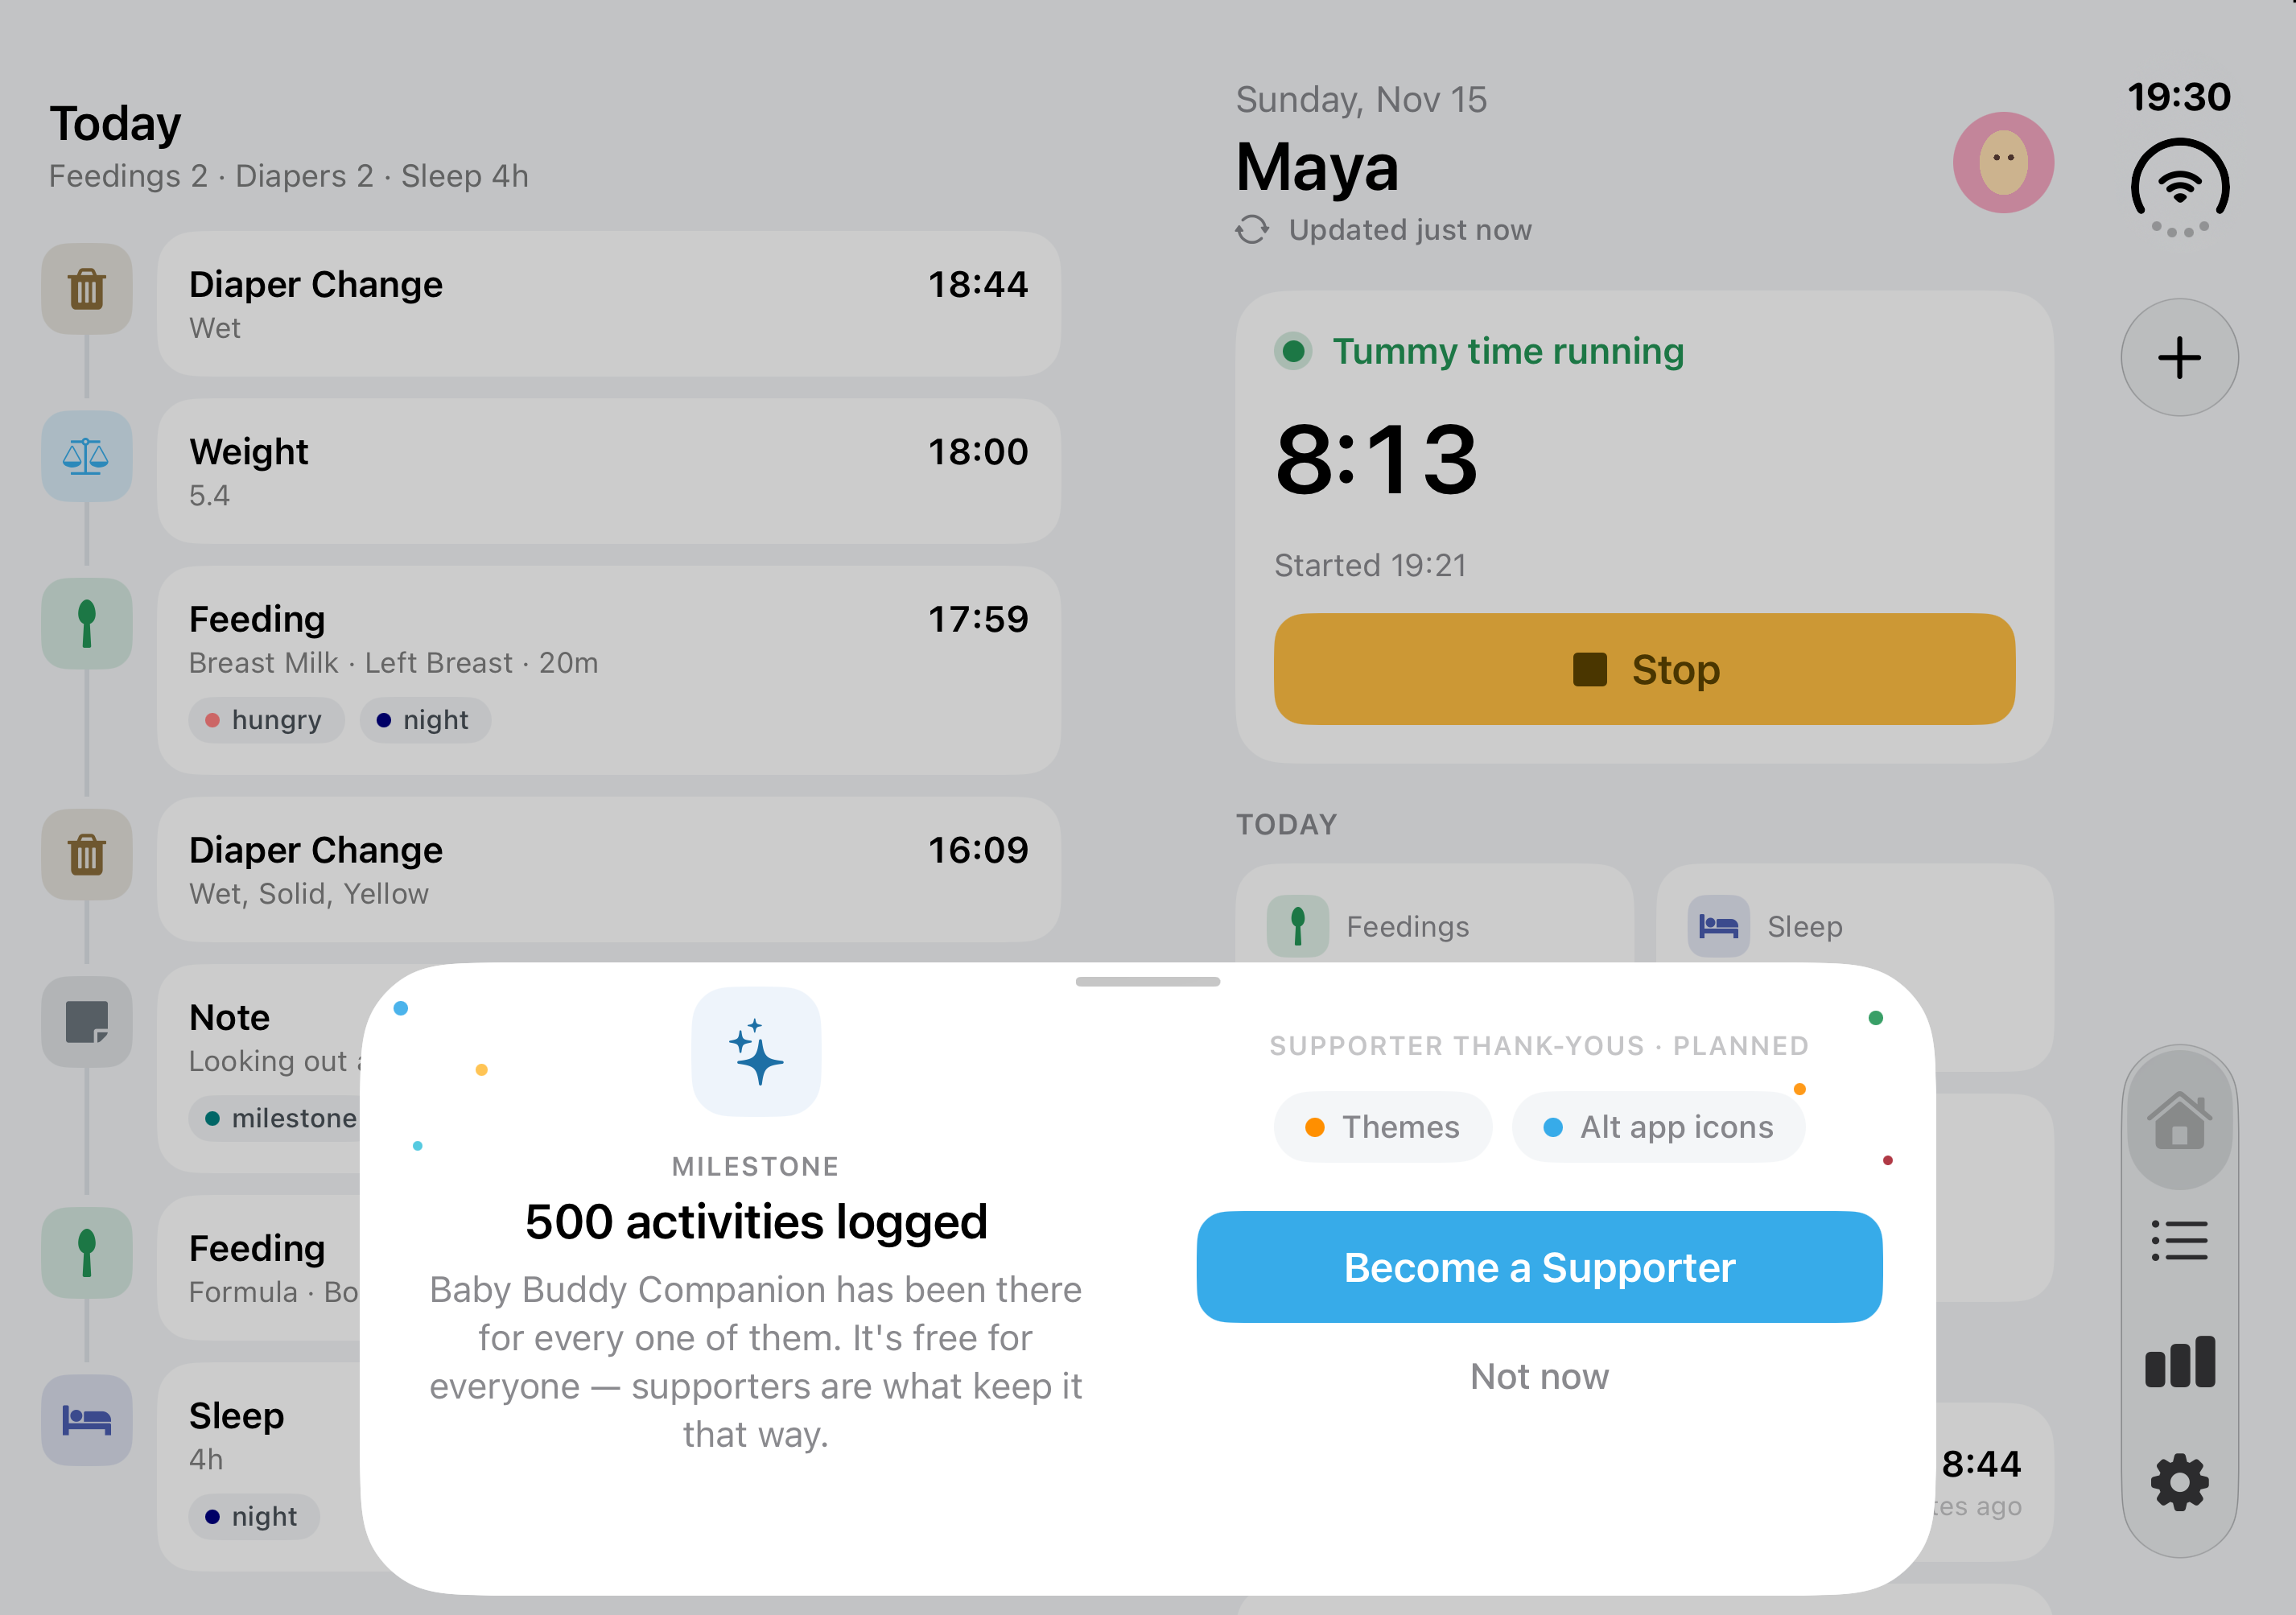 Today
Feedings 2 · Diapers 2 · Sleep 4h
Diaper Change
18:44
Wet
Weight
18:00
5.4
Feeding
17:59
Breast Milk · Left Breast · 20m
hungry
night
Diaper Change
16:09
Wet, Solid, Yellow
Note
Looking out
milestone
Feeding
Formula · Bo
Sleep
4h
night
Sunday, Nov 15
Maya
Updated just now
19:30
Tummy time running
8:13
Started 19:21
Stop
TODAY
Feedings
Sleep
8:44
ago
MILESTONE
500 activities logged
Baby Buddy Companion has been there
for every one of them. It's free for
everyone — supporters are what keep it
that way.
SUPPORTER THANK-YOUS · PLANNED
Themes
Alt app icons
Become a Supporter
Not now